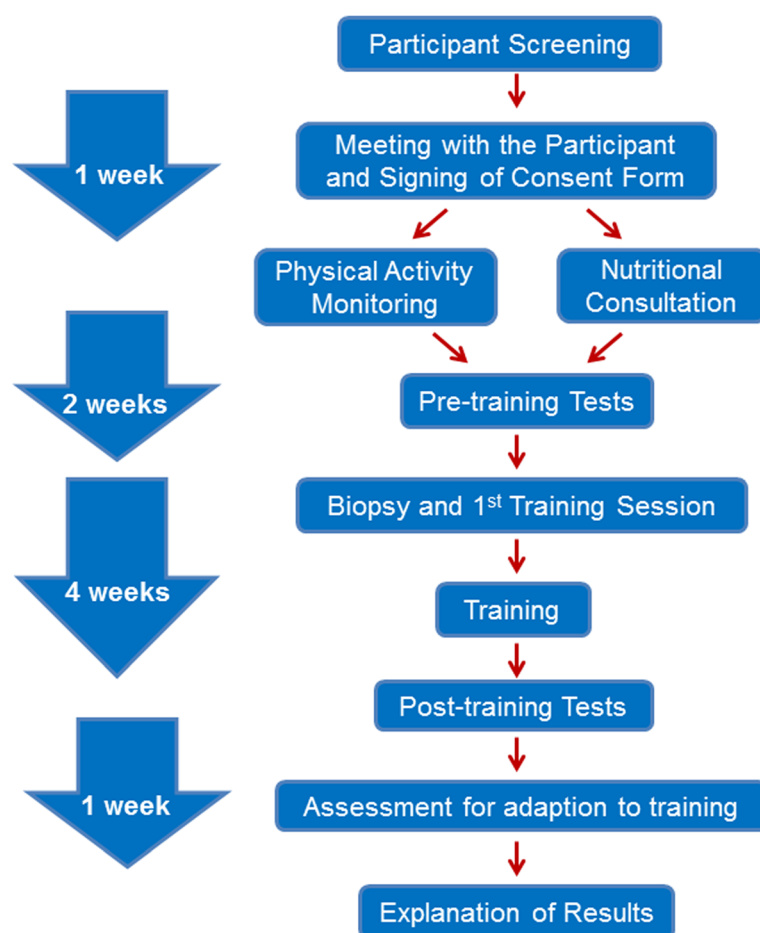 Participant Screening
1 week
Meeting with the Participant
and Signing of Consent Form
Physical Activity
Monitoring
Nutritional
Consultation
2 weeks
Pre-training Tests
Biopsy and 1st Training Session
4 weeks
Training
Post-training Tests
1 week
Assessment for adaption to training
Explanation of Results